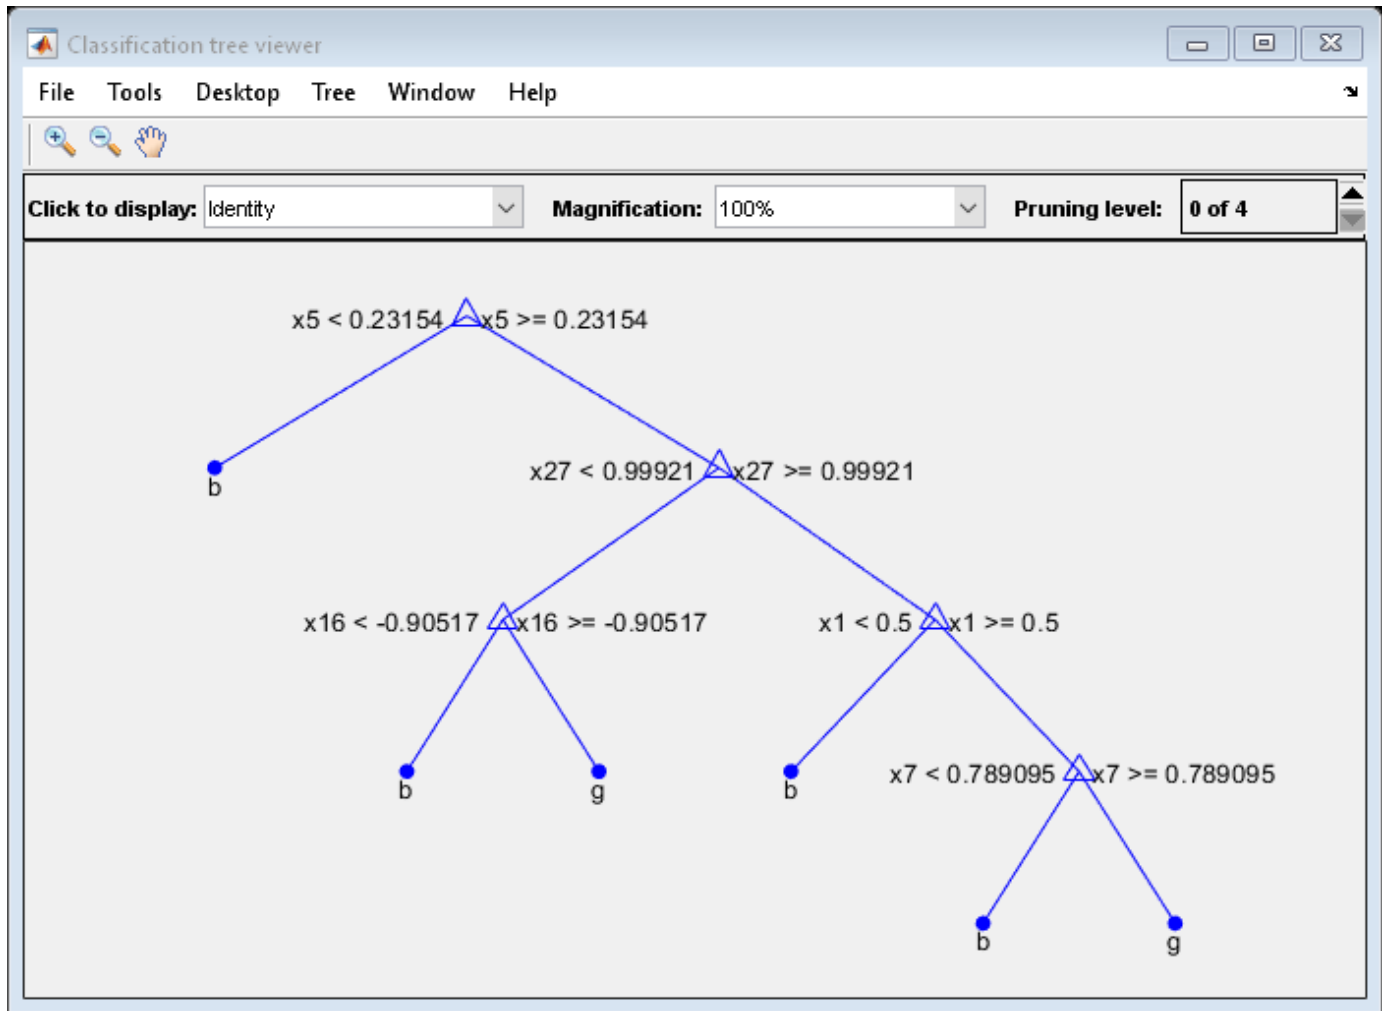 Classification tree viewer
File Tools Desktop Tree Window Help
Click to display: Identity Magnification: 100% Pruning level: 0 of 4
x5 < 0.23154 x5 >= 0.23154
b x27 < 0.99921 x27 >= 0.99921
x16 < -0.90517 x16 >= -0.90517 x1 < 0.5 x1 >= 0.5
b g b x7 < 0.789095 x7 >= 0.789095
b g